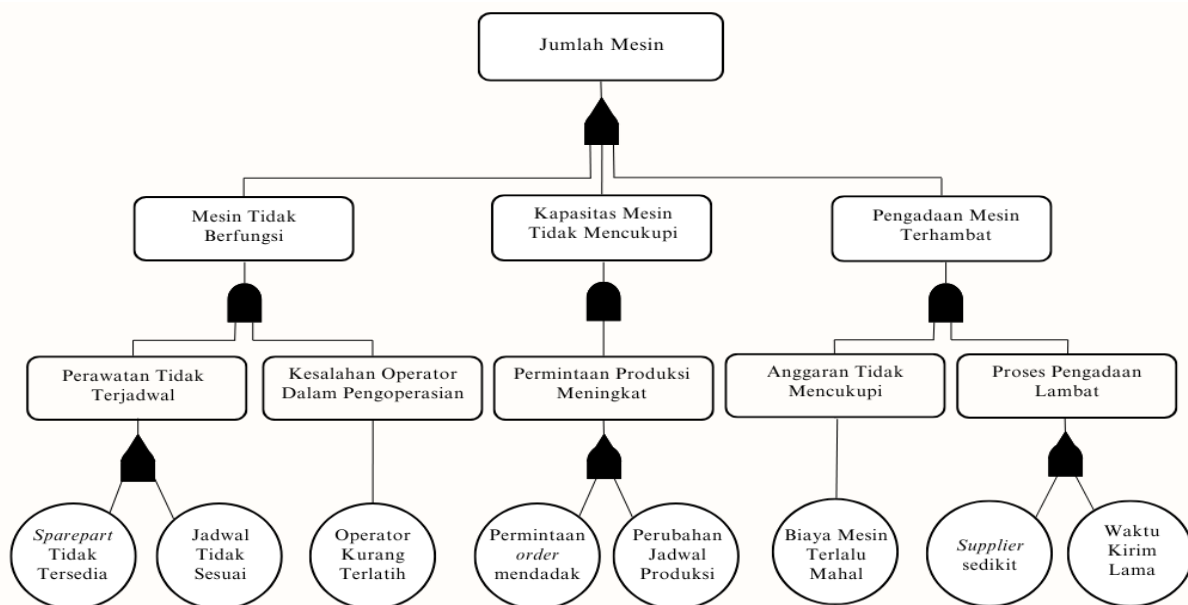 Jumlah Mesin
Mesin Tidak
Berfungsi
Kapasitas Mesin
Tidak Mencukupi
Pengadaan Mesin
Terhambat
Perawatan Tidak
Terjadwal
Kesalahan Operator
Dalam Pengoperasian
Permintaan Produksi
Meningkat
Anggaran Tidak
Mencukupi
Proses Pengadaan
Lambat
Sparepart
Tidak
Tersedia
Jadwal
Tidak
Sesuai
Operator
Kurang
Terlatih
Permintaan
order
mendadak
Perubahan
Jadwal
Produksi
Biaya Mesin
Terlalu
Mahal
Supplier
sedikit
Waktu
Kirim
Lama